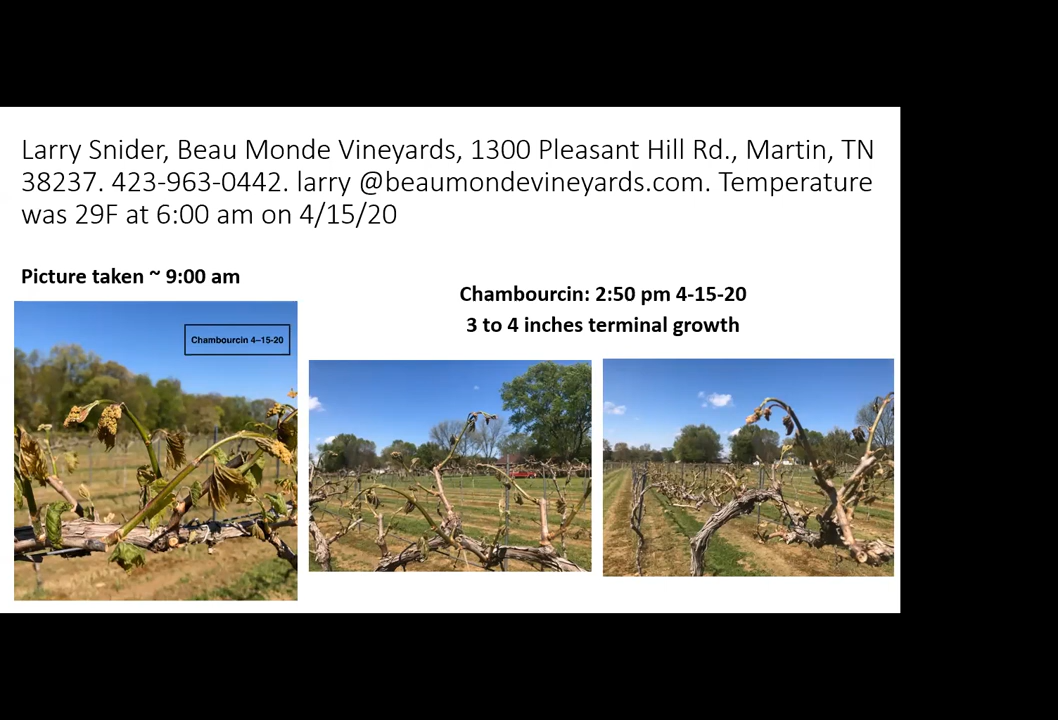 Larry Snider, Beau Monde Vineyards, 1300 Pleasant Hill Rd., Martin, TN
38237. 423-963-0442. larry @beaumondevineyards.com. Temperature
was 29F at 6:00 am on 4/15/20
Picture taken ~ 9:00 am
Chambourcin: 2:50 pm 4-15-20
3 to 4 inches terminal growth
Chambourcin 4–15-20